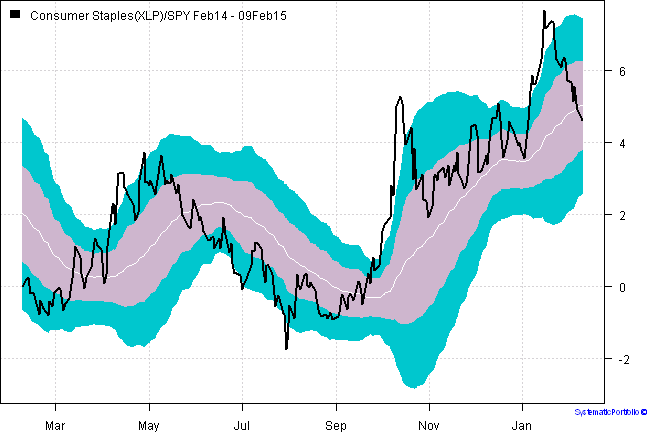 Consumer Staples(XLP)/SPY Feb14 - 09Feb15
6
4
2
0
-2
Mar May Jul Sep Nov Jan
SystematicPortfolio ©